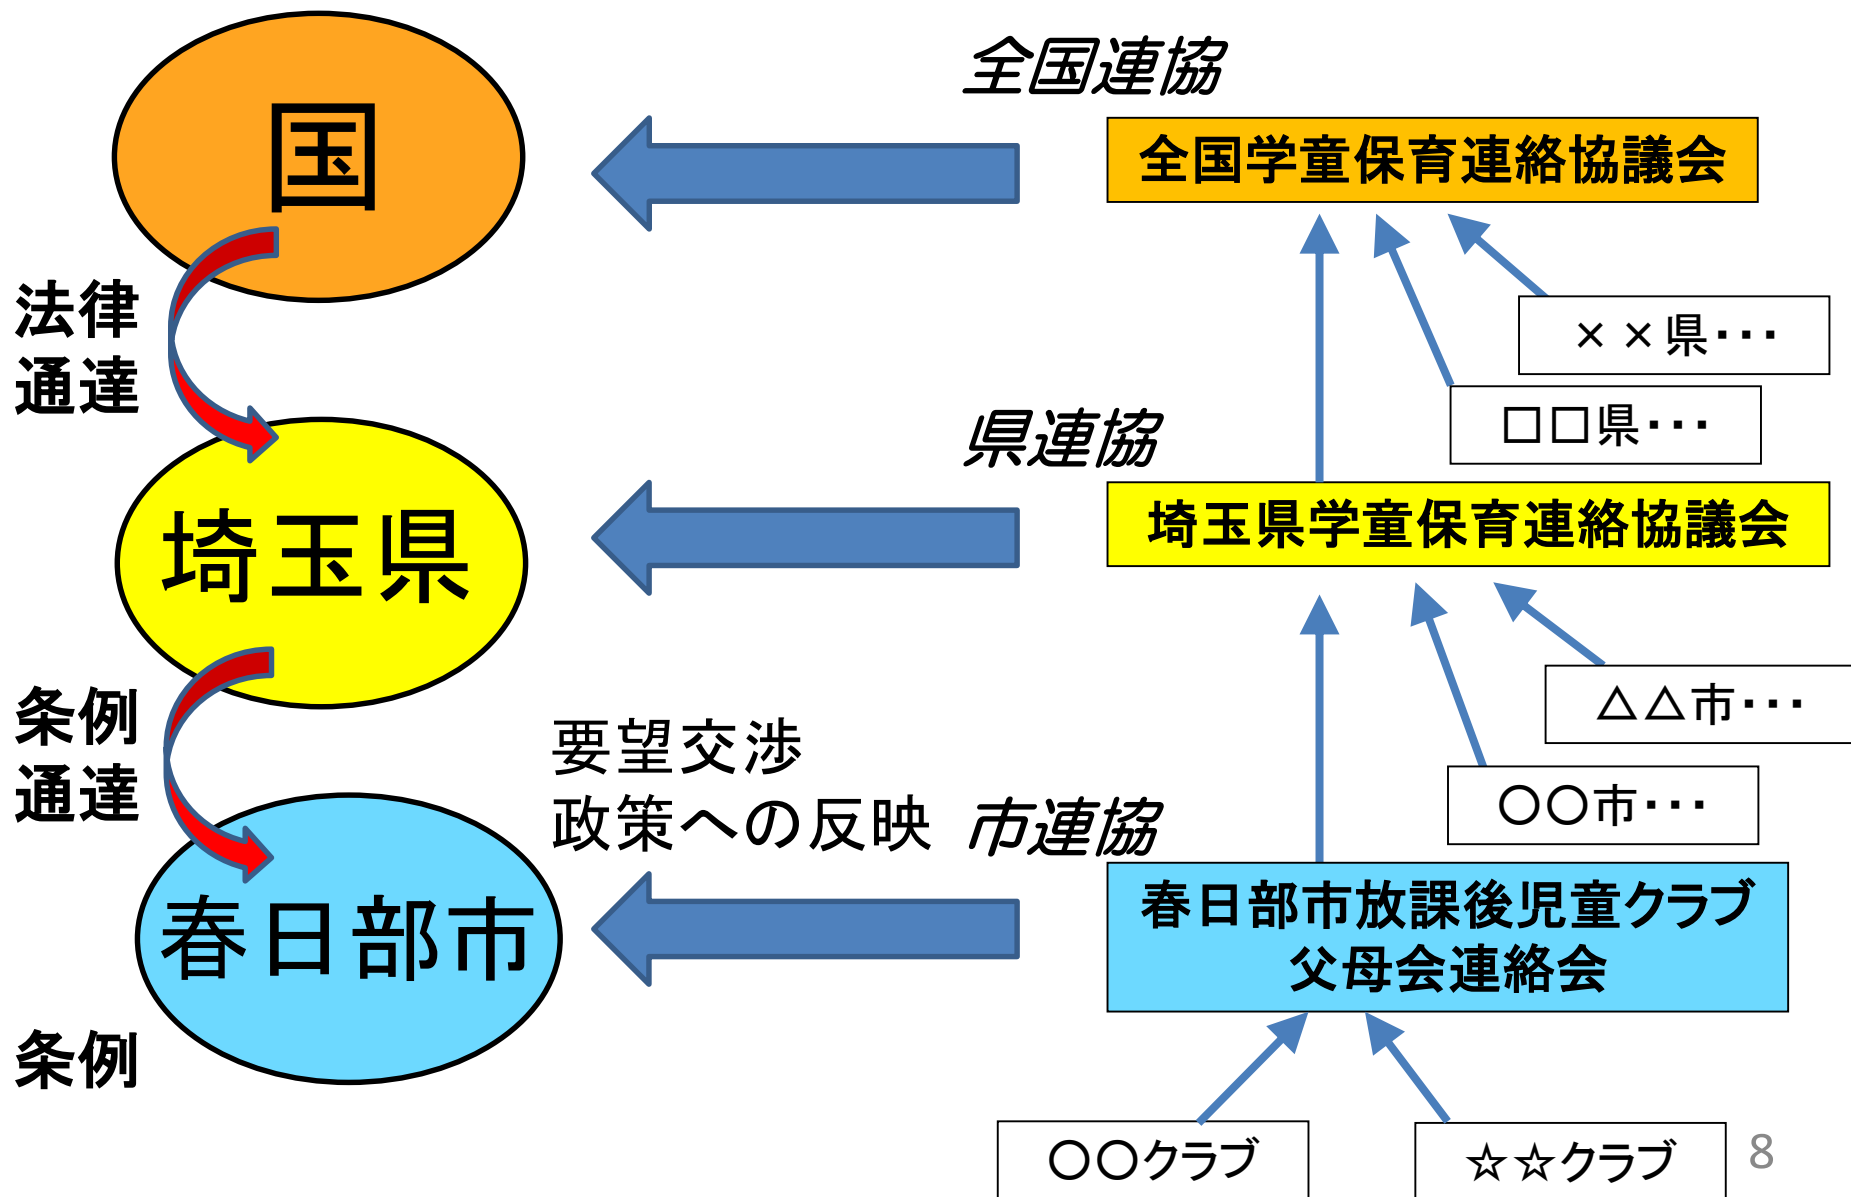 全国連協
国
全国学童保育連絡協議会
法律
通達
××県・・・
□□県・・・
県連協
埼玉県
埼玉県学童保育連絡協議会
条例
通達
△△市・・・
○○市・・・
要望交渉
政策への反映
市連協
春日部市
春日部市放課後児童クラブ
父母会連絡会
条例
○○クラブ
☆☆クラブ
8